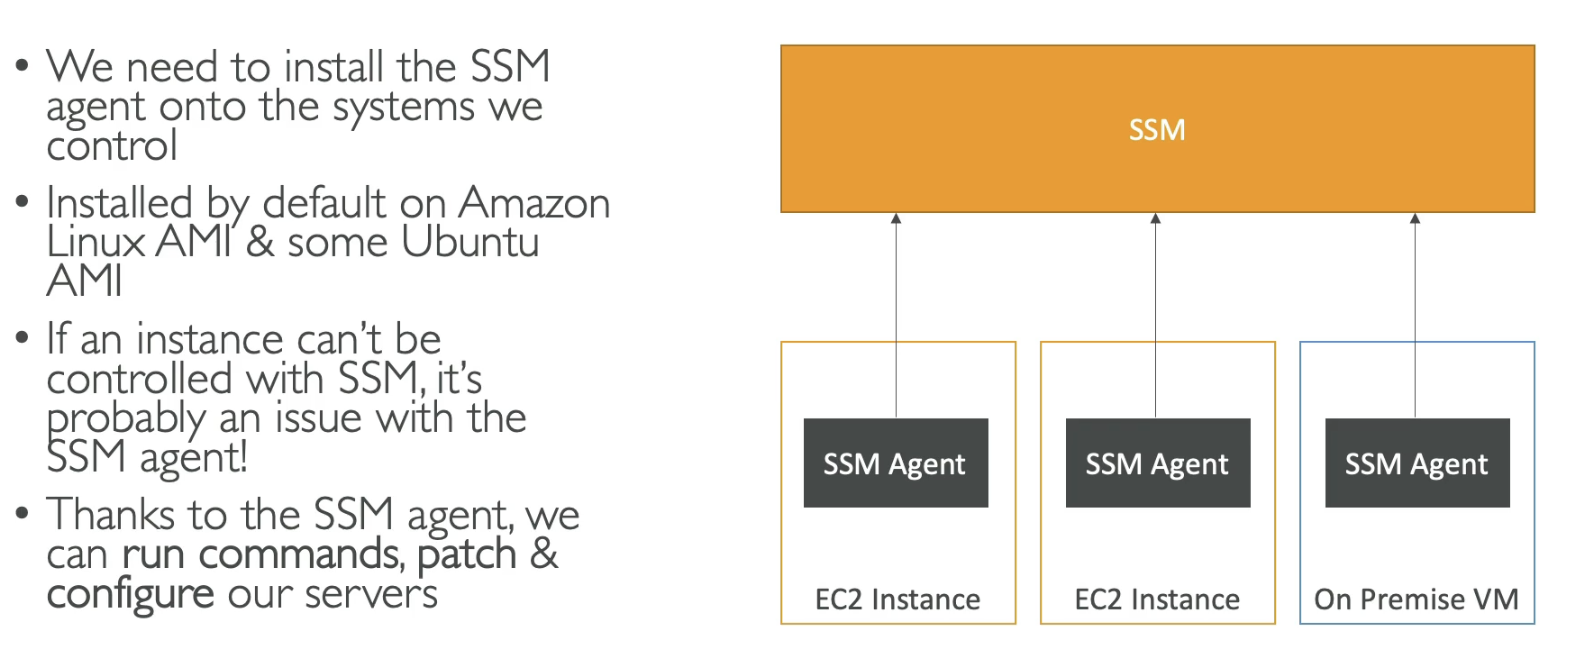 • We need to install the SSM
agent onto the systems we
control
• Installed by default on Amazon
Linux AMI & some Ubuntu
AMI
• If an instance can’t be
controlled with SSM, it’s
probably an issue with the
SSM agent!
• Thanks to the SSM agent, we
can run commands, patch &
configure our servers
SSM
SSM Agent
SSM Agent
SSM Agent
EC2 Instance
EC2 Instance
On Premise VM